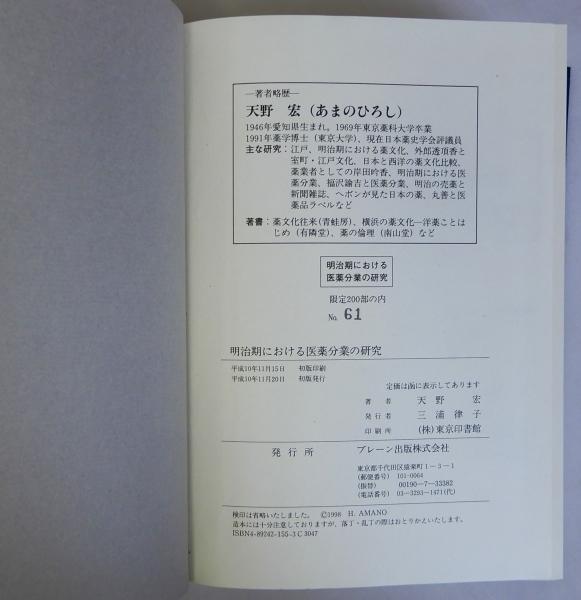 ―著者略歴―
天野 宏（あまのひろし）
1946年愛知県生まれ。1969年東京薬科大学卒業
1991年薬学博士（東京大学）、現在日本薬史学会評議員
主な研究：江戸、明治期における薬文化、外郎透頂香と
室町・江戸文化、日本と西洋の薬文化比較、
薬業者としての岸田吟香、明治期における医
薬分業、福沢諭吉と医薬分業、明治の売薬と
新聞雑誌、ヘボンが見た日本の薬、丸善と医
薬品ラベルなど
著書：薬文化往来（青蛙房）、横浜の薬文化―洋薬ことは
じめ（有隣堂）、薬の倫理（南山堂）など
明治期における
医薬分業の研究
限定200部の内
No. 61
明治期における医薬分業の研究
平成10年11月15日 初版印刷
平成10年11月20日 初版発行
定価は函に表示してあります
著者 天野 宏
発行者 三浦律子
印刷所 （株）東京印書館
発行所 ブレーン出版株式会社
東京都千代田区猿楽町1－3－1
（郵便番号） 101-0064
（振替） 00190－7－33382
（電話番号） 03－3293－1471（代）
検印は省略いたしました。 ©1998 H. AMANO
造本には十分注意しておりますが、落丁・乱丁の際はおとりかえいたします。
ISBN4-89242-155-3 C 3047